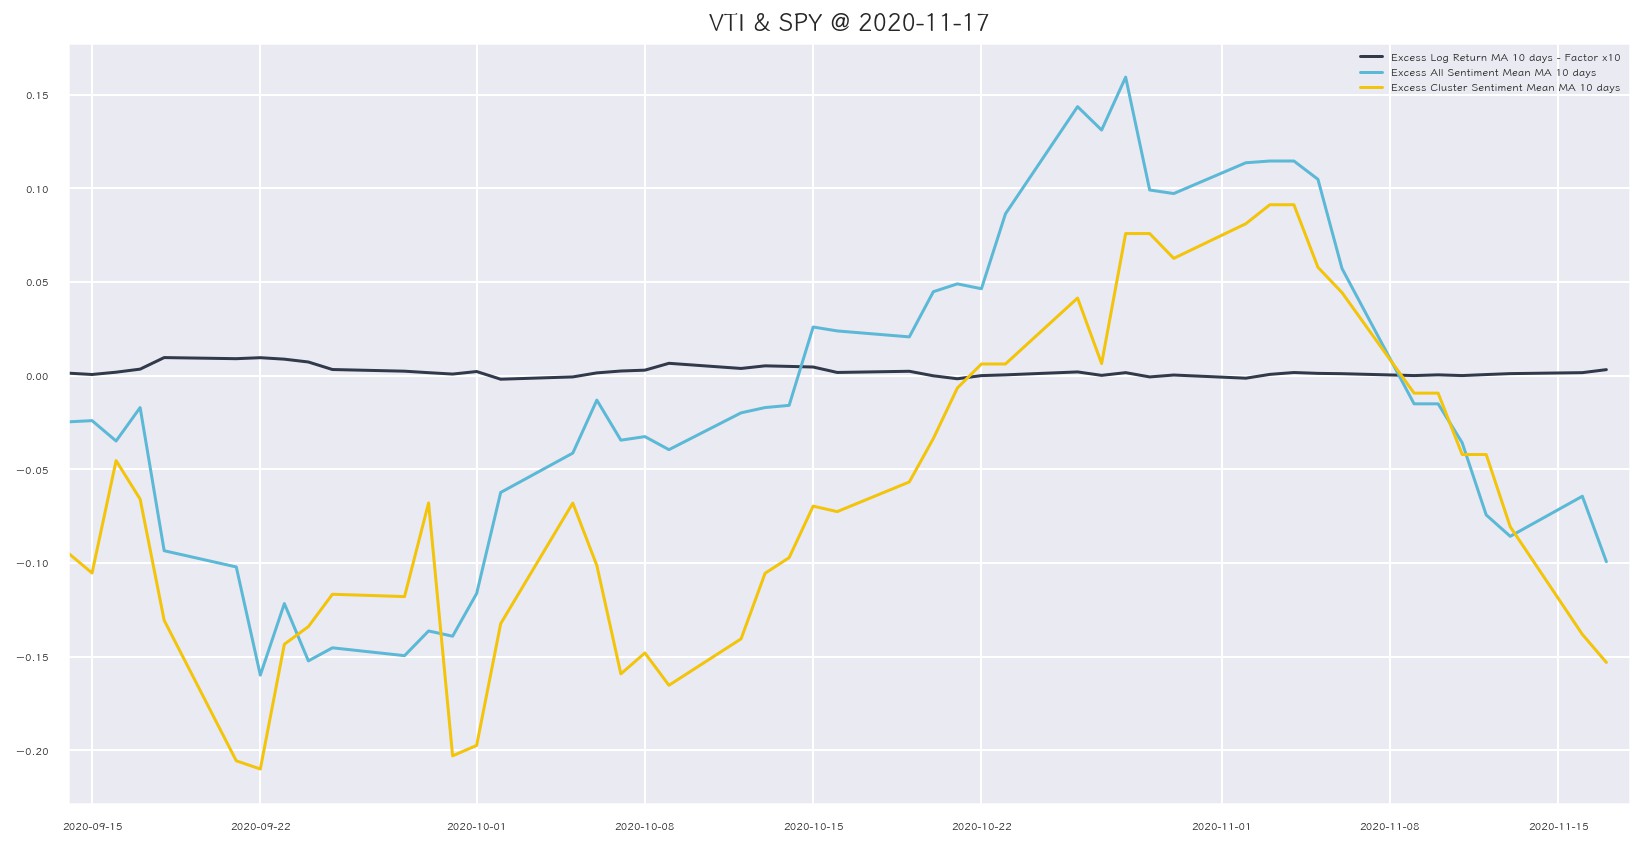 VTI & SPY @ 2020-11-17
Excess Log Return MA 10 days - Factor x10
Excess All Sentiment Mean MA 10 days
Excess Cluster Sentiment Mean MA 10 days
0.15
0.10
0.05
0.00
−0.05
−0.10
−0.15
−0.20
2020-09-15 2020-09-22 2020-10-01 2020-10-08 2020-10-15 2020-10-22 2020-11-01 2020-11-08 2020-11-15